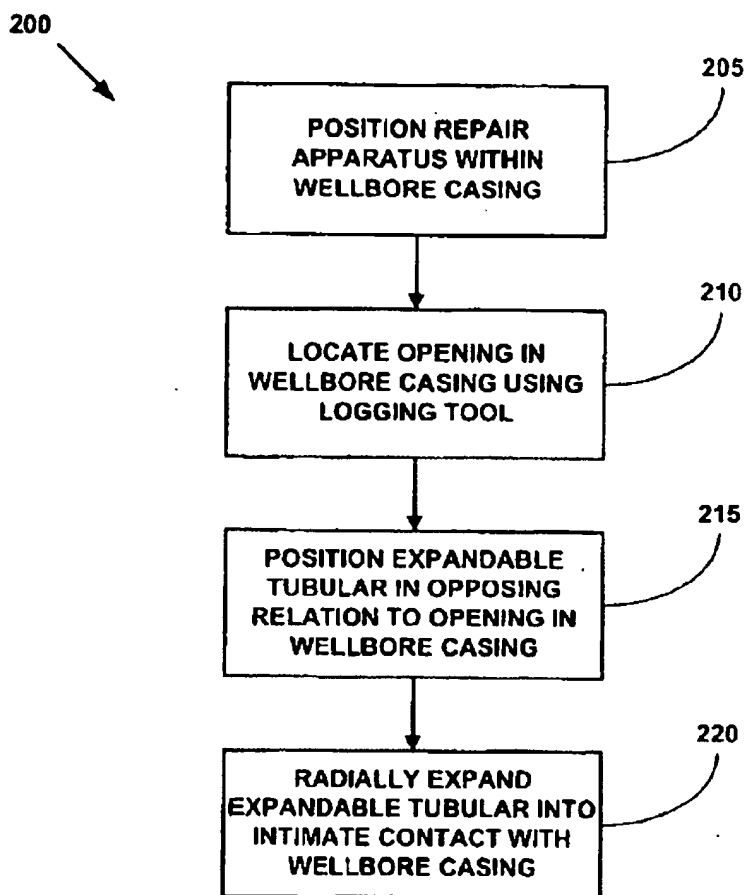 200
205
POSITION REPAIR
APPARATUS WITHIN
WELLBORE CASING
210
LOCATE OPENING IN
WELLBORE CASING USING
LOGGING TOOL
215
POSITION EXPANDABLE
TUBULAR IN OPPOSING
RELATION TO OPENING IN
WELLBORE CASING
220
RADIALLY EXPAND
EXPANDABLE TUBULAR INTO
INTIMATE CONTACT WITH
WELLBORE CASING